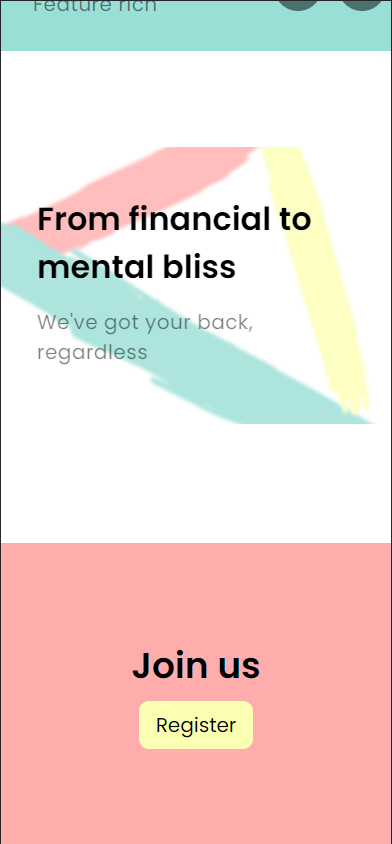 Feature rich
From financial to
mental bliss
We've got your back,
regardless
Join us
Register